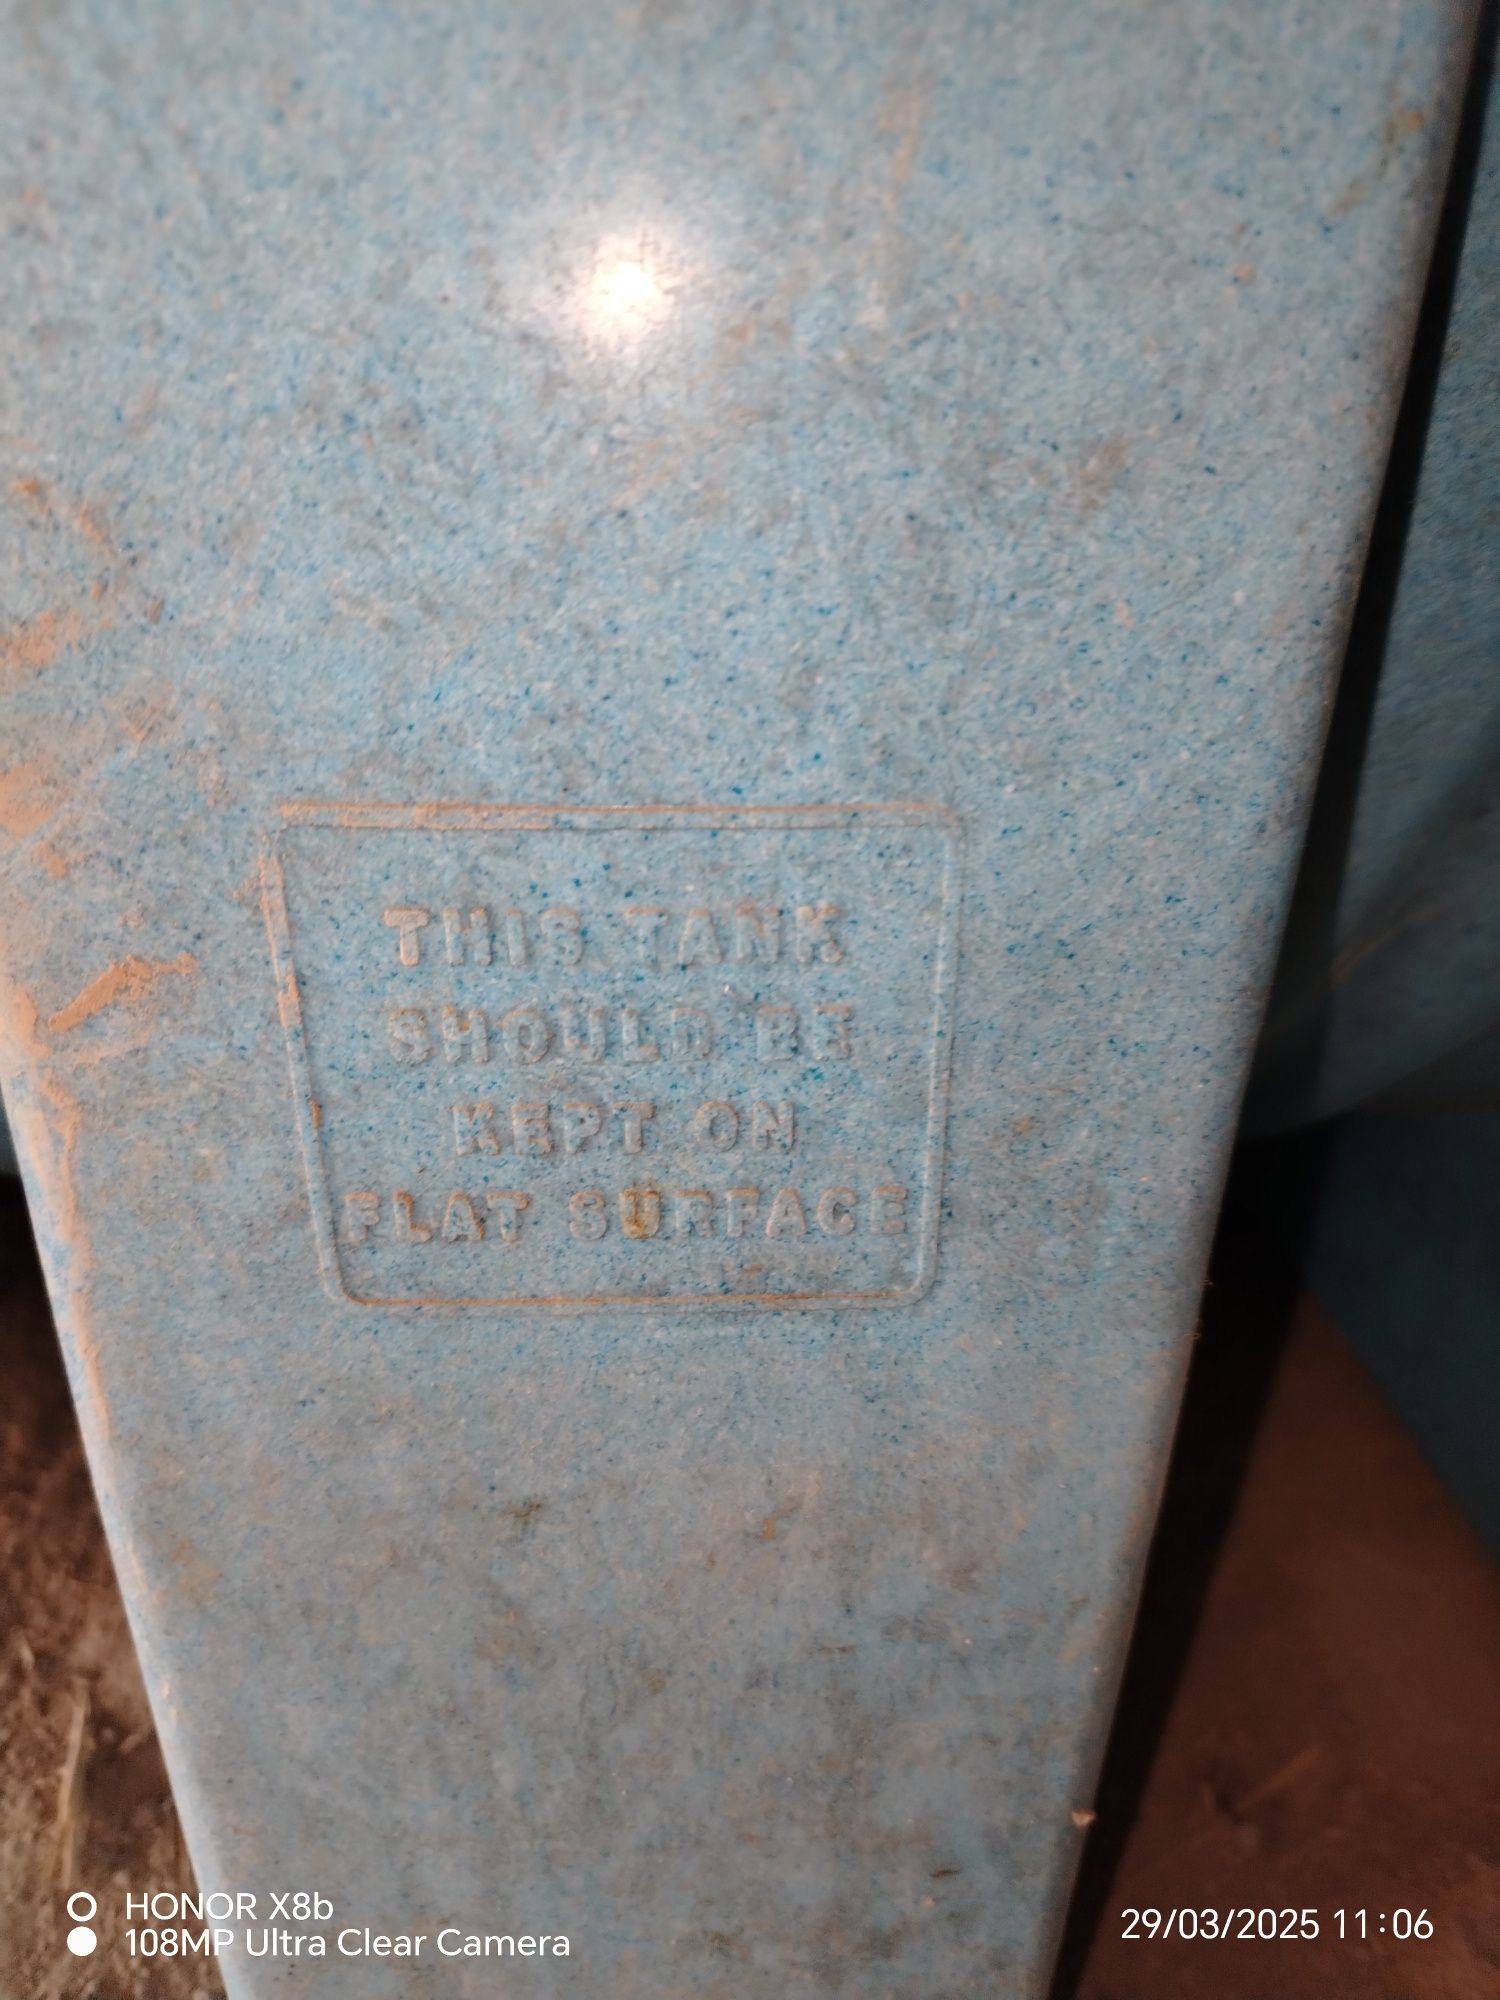 THIS TANK
SHOULD BE
KEPT ON
FLAT SURFACE
HONOR X8b
108MP Ultra Clear Camera
29/03/2025 11:06